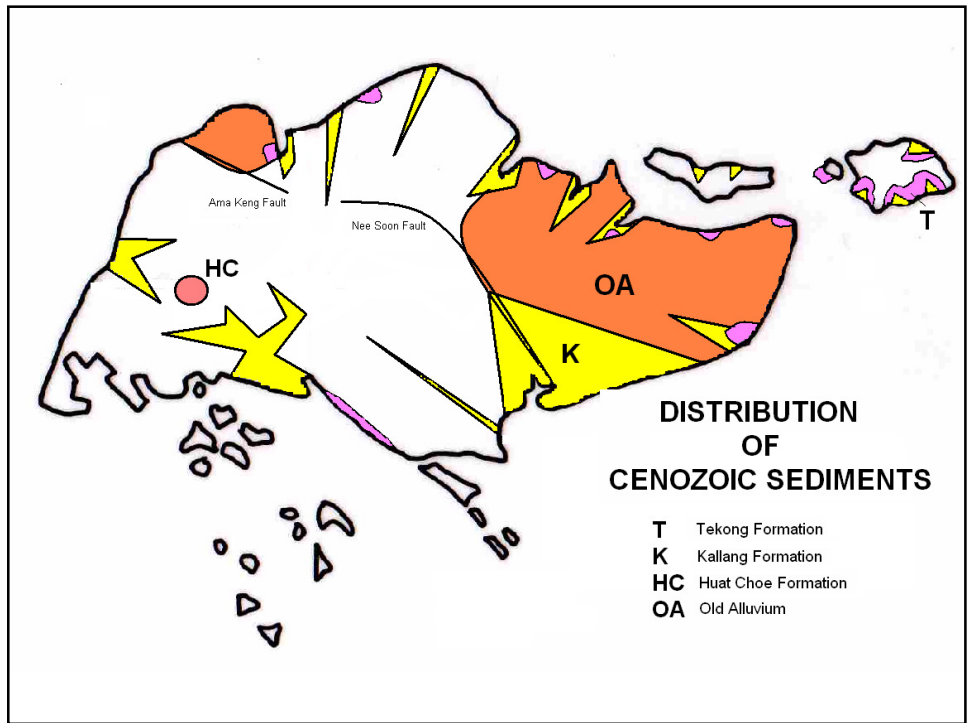 Ama Keng Fault
Nee Soon Fault
HC
T
OA
K
DISTRIBUTION
OF
CENOZOIC SEDIMENTS
T Tekong Formation
K Kallang Formation
HC Huat Choe Formation
OA Old Alluvium